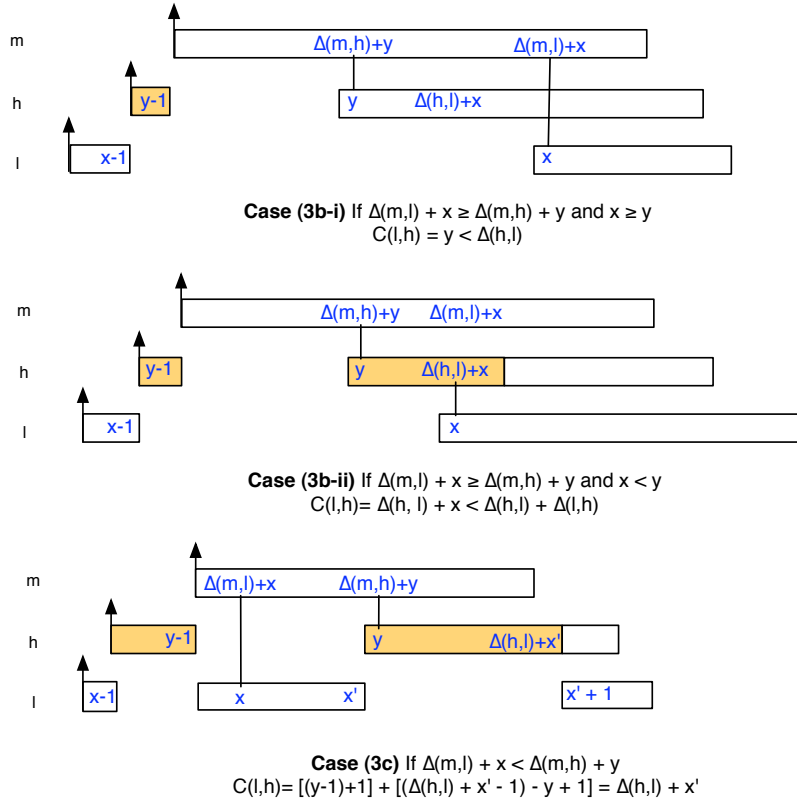 m Δ(m,h)+y Δ(m,l)+x
h y-1 y Δ(h,l)+x
l x-1 x
Case (3b-i) If Δ(m,l) + x ≥ Δ(m,h) + y and x ≥ y
C(l,h) = y < Δ(h,l)
m Δ(m,h)+y Δ(m,l)+x
h y-1 y Δ(h,l)+x
l x-1 x
Case (3b-ii) If Δ(m,l) + x ≥ Δ(m,h) + y and x < y
C(l,h)= Δ(h, l) + x < Δ(h,l) + Δ(l,h)
m Δ(m,l)+x Δ(m,h)+y
h y-1 y Δ(h,l)+x'
l x-1 x x' x' + 1
Case (3c) If Δ(m,l) + x < Δ(m,h) + y
C(l,h)= [(y-1)+1] + [(Δ(h,l) + x' - 1) - y + 1] = Δ(h,l) + x'